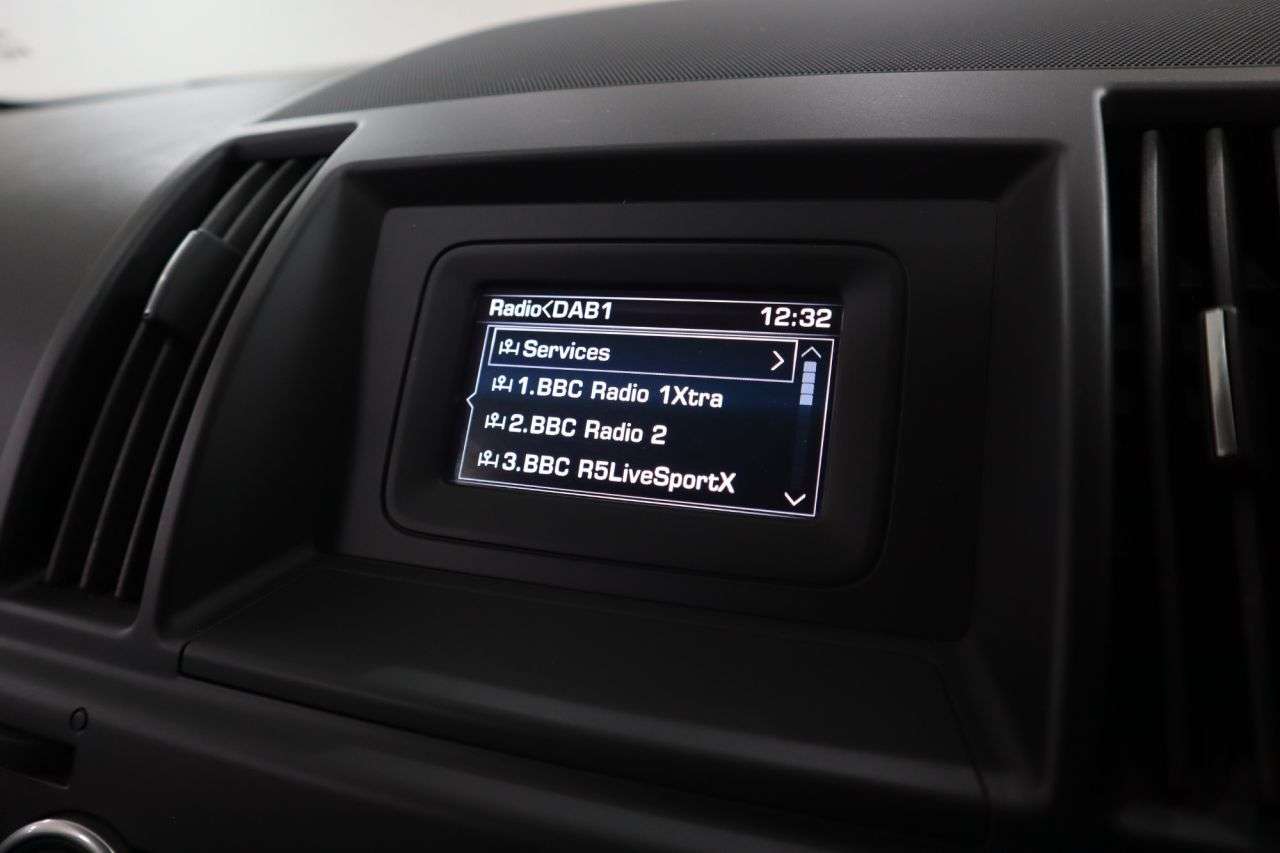 Radio<DAB1 12:32
Services
1.BBC Radio 1Xtra
2.BBC Radio 2
3.BBC R5LiveSportX